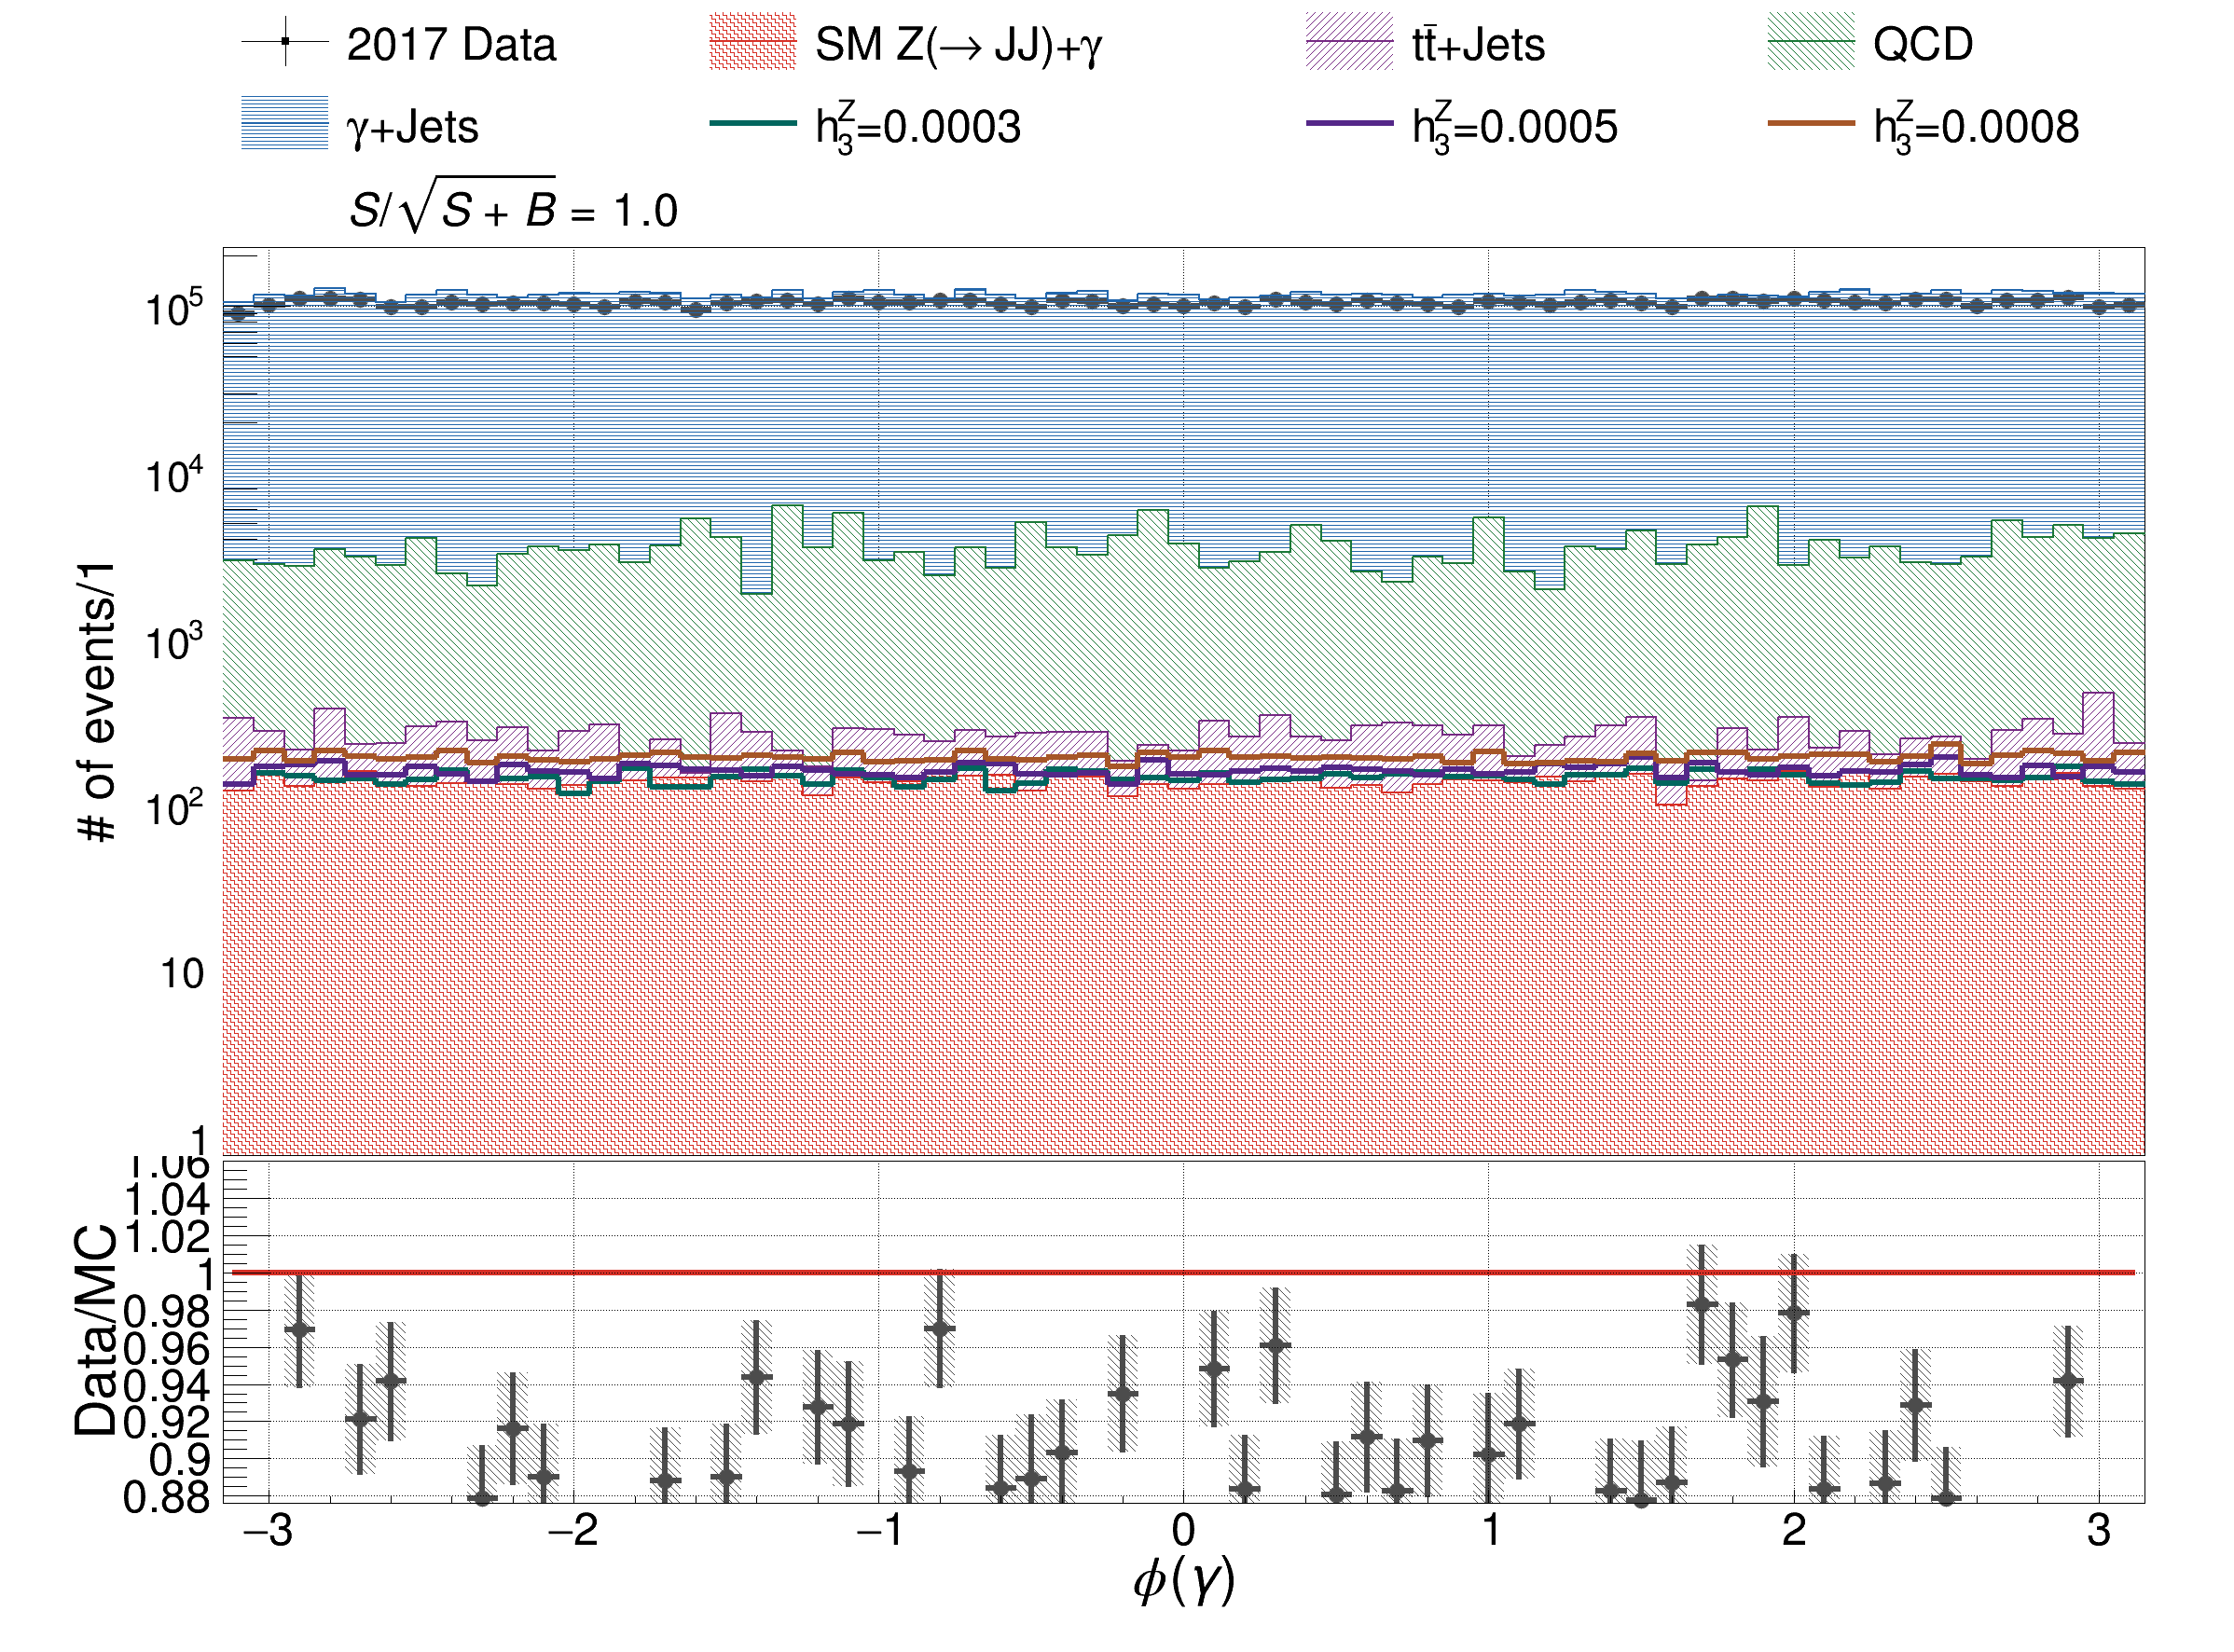 2017 Data
SM Z(→ JJ)+γ
tt̄+Jets
QCD
γ+Jets
h₃ᶻ=0.0003
h₃ᶻ=0.0005
h₃ᶻ=0.0008
S/√S + B = 1.0
# of events/1
10⁵
10⁴
10³
10²
10
1
Data/MC
1.06
1.04
1.02
1
0.98
0.96
0.94
0.92
0.9
0.88
−3 −2 −1 0 1 2 3
ϕ(γ)